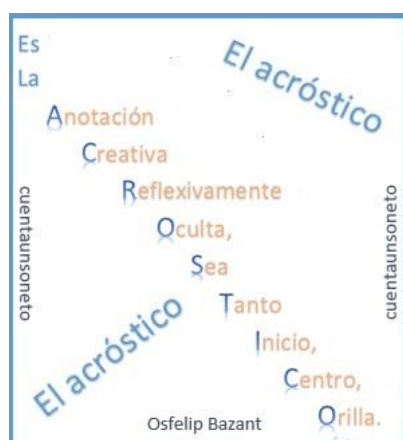 Es
La
El acróstico
Anotación
Creativa
Reflexivamente
Oculta,
Sea
Tanto
Inicio,
Centro,
Orilla.
cuentaunsoneto
cuentaunsoneto
El acróstico
Osfelip Bazant